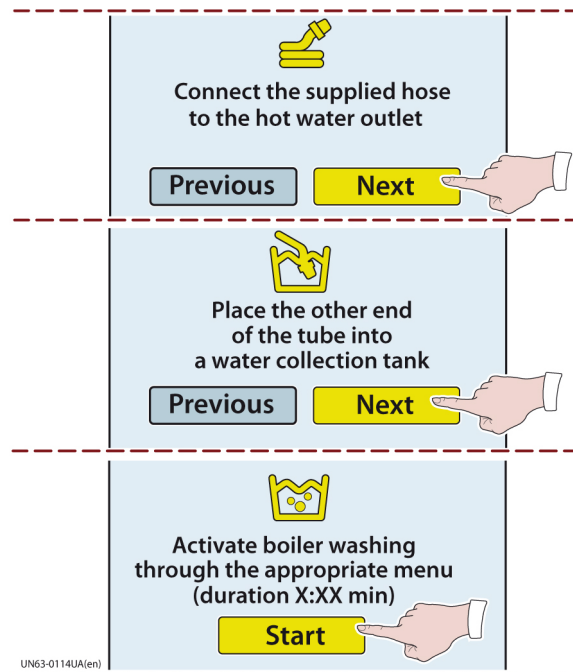 Connect the supplied hose
to the hot water outlet
Previous
Next
Place the other end
of the tube into
a water collection tank
Previous
Next
Activate boiler washing
through the appropriate menu
(duration X:XX min)
Start
UN63-0114UA(en)